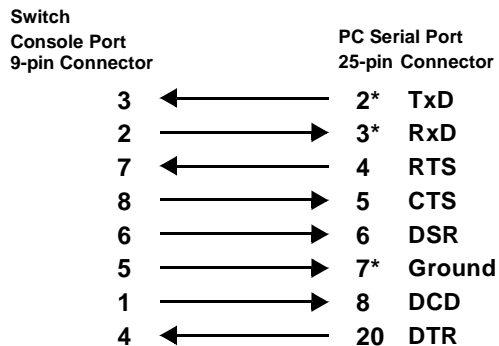 Switch
Console Port
9-pin Connector
PC Serial Port
25-pin Connector
3 2* TxD
2 3* RxD
7 4 RTS
8 5 CTS
6 6 DSR
5 7* Ground
1 8 DCD
4 20 DTR